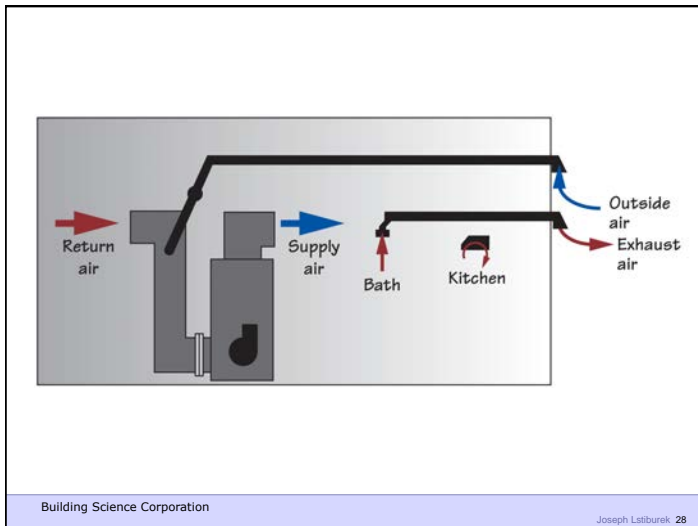 Return
air
Supply
air
Bath
Kitchen
Outside
air
Exhaust
air
Building Science Corporation
Joseph Lstiburek 28